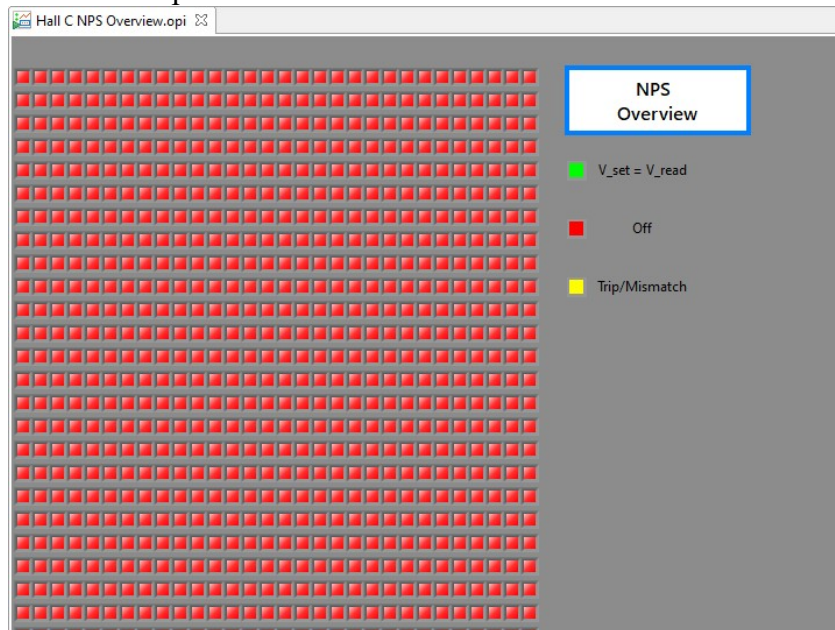 Hall C NPS Overview.opi
NPS
Overview
V_set = V_read
Off
Trip/Mismatch